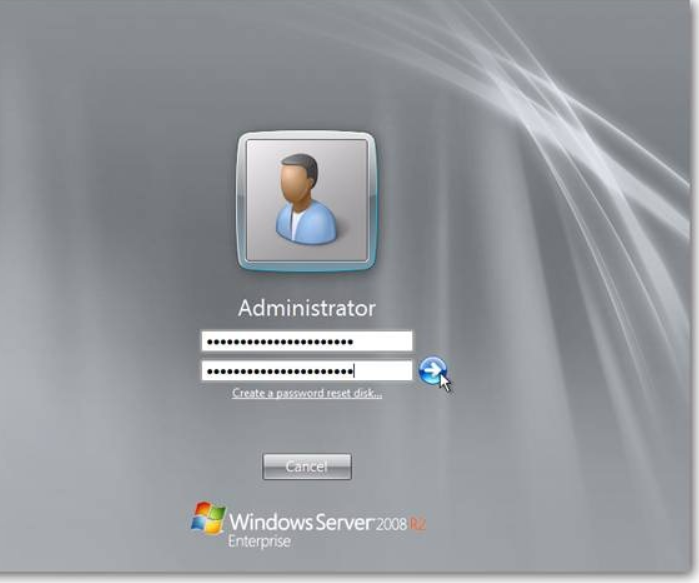 Administrator
••••••••••••••••••••••
••••••••••••••••••••••
Create a password reset disk...
Cancel
Windows Server 2008 R2
Enterprise